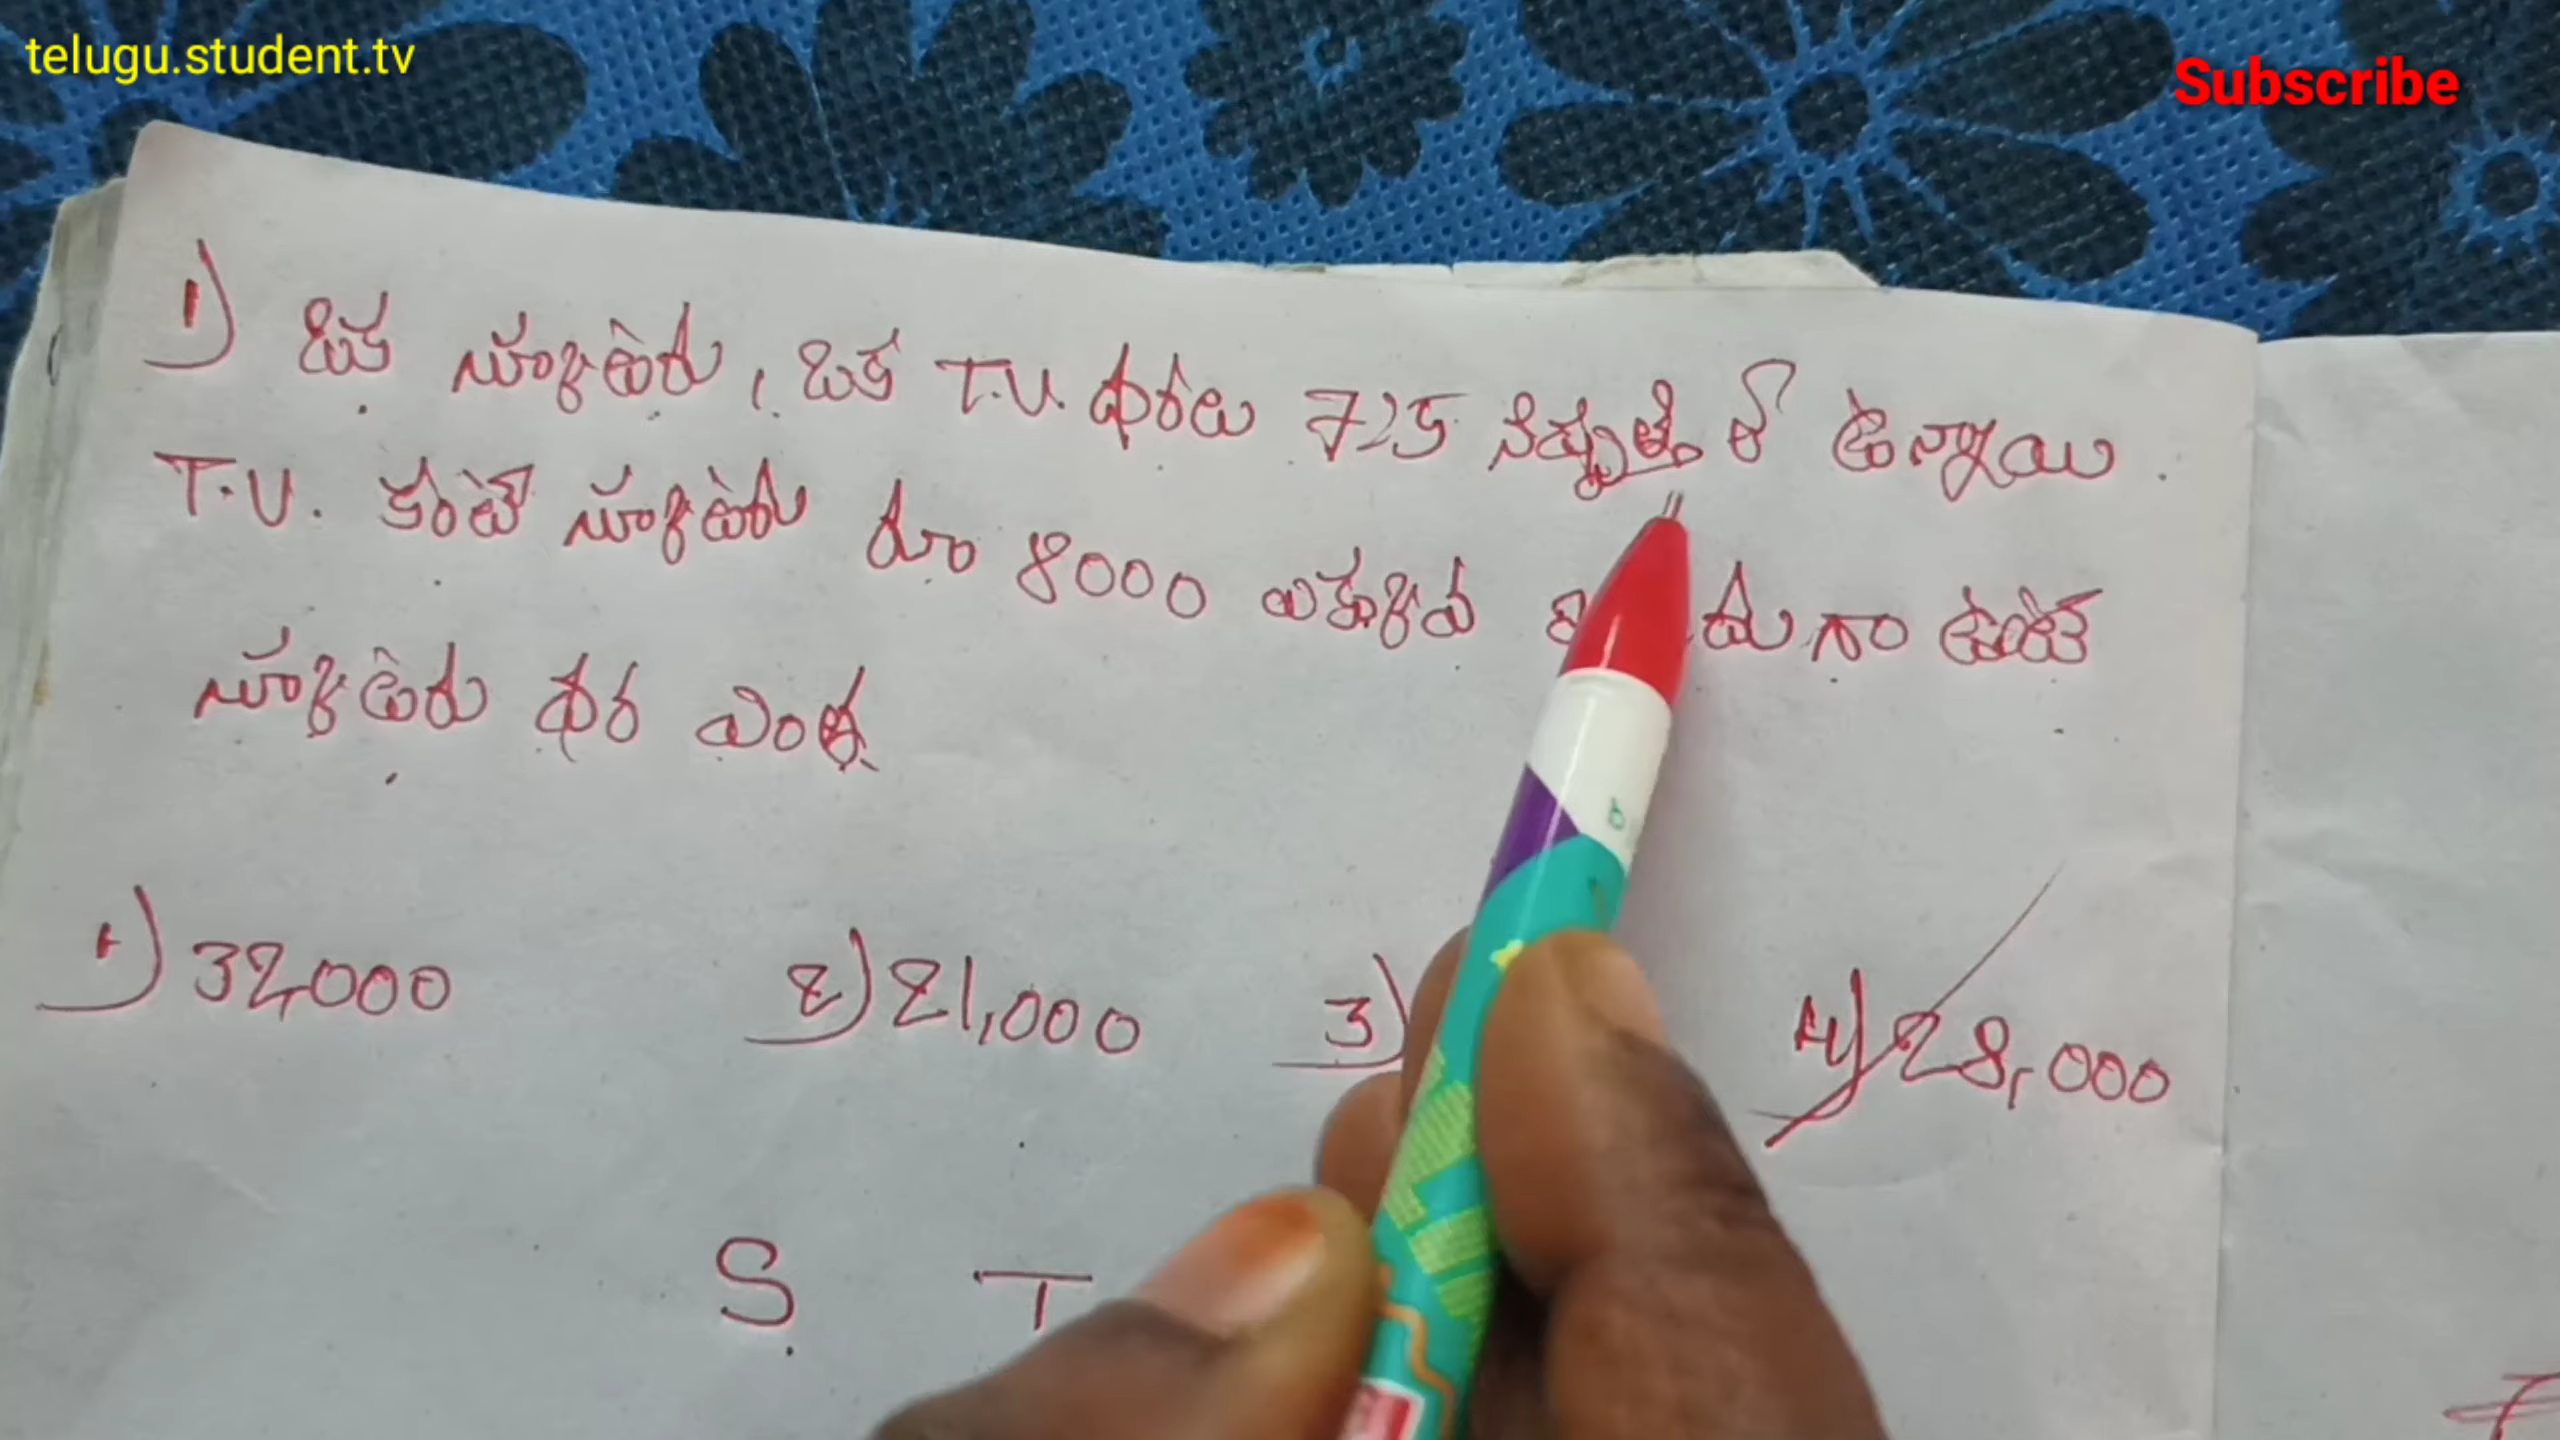 telugu.student.tv
Subscribe
1) ఒక స్కూటరు, ఒక T.V. ధరలు 7:5 నిష్పత్తి లో ఉన్నాయి.
T.V. కంటే స్కూటరు రూ 8000 ఎక్కువ గా ఉంటే
స్కూటరు ధర ఎంత
1) 32,000 2) 21,000 3) 4) 28,000
S T